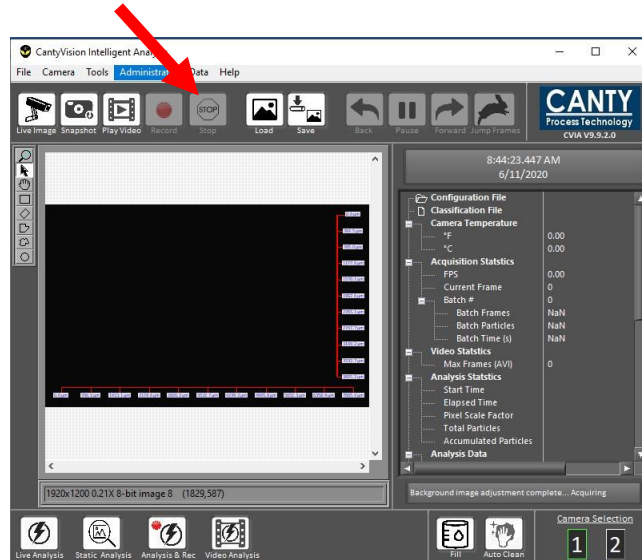 CantyVision Intelligent Ana
File Camera Tools Administrat Data Help
STOP
Live Image Snapshot Play Video Record Stop Load Save Back Pause Forward Jump Frames
CANTY
Process Technology
CVIA V9.9.2.0
8:44:23.447 AM
6/11/2020
Configuration File
Classification File
Camera Temperature
°F 0.00
°C 0.00
Acquisition Statstics
FPS 0.00
Current Frame 0
Batch # 0
Batch Frames NaN
Batch Particles NaN
Batch Time (s) NaN
Video Statstics
Max Frames (AVI) 0
Analysis Statstics
Start Time
Elapsed Time
Pixel Scale Factor
Total Particles
Accumulated Particles
Analysis Data
1920x1200 0.21X 8-bit image 8 (1829,587)
Background image adjustment complete... Acquiring
Live Analysis Static Analysis Analysis & Rec Video Analysis Fill Auto Clean
Camera Selection
1 2